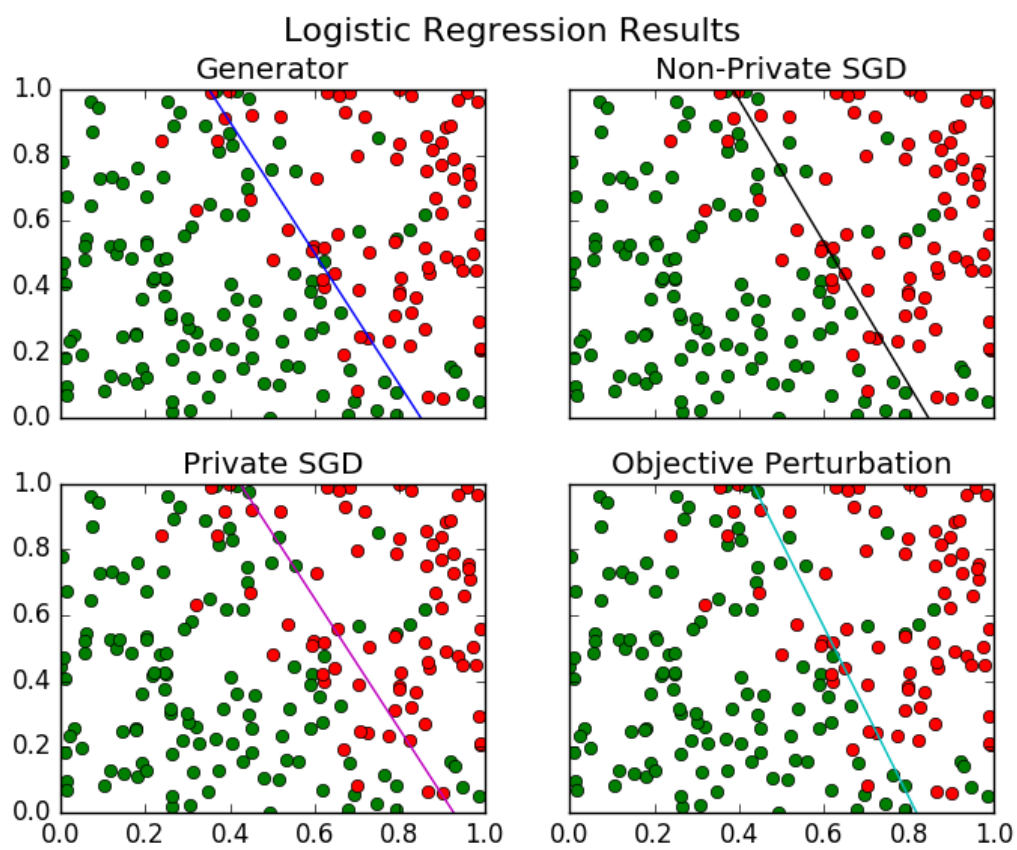 Logistic Regression Results
Generator
Non-Private SGD
1.0
0.8
0.6
0.4
0.2
0.0
Private SGD
Objective Perturbation
1.0
0.8
0.6
0.4
0.2
0.0
0.0 0.2 0.4 0.6 0.8 1.0
0.0 0.2 0.4 0.6 0.8 1.0